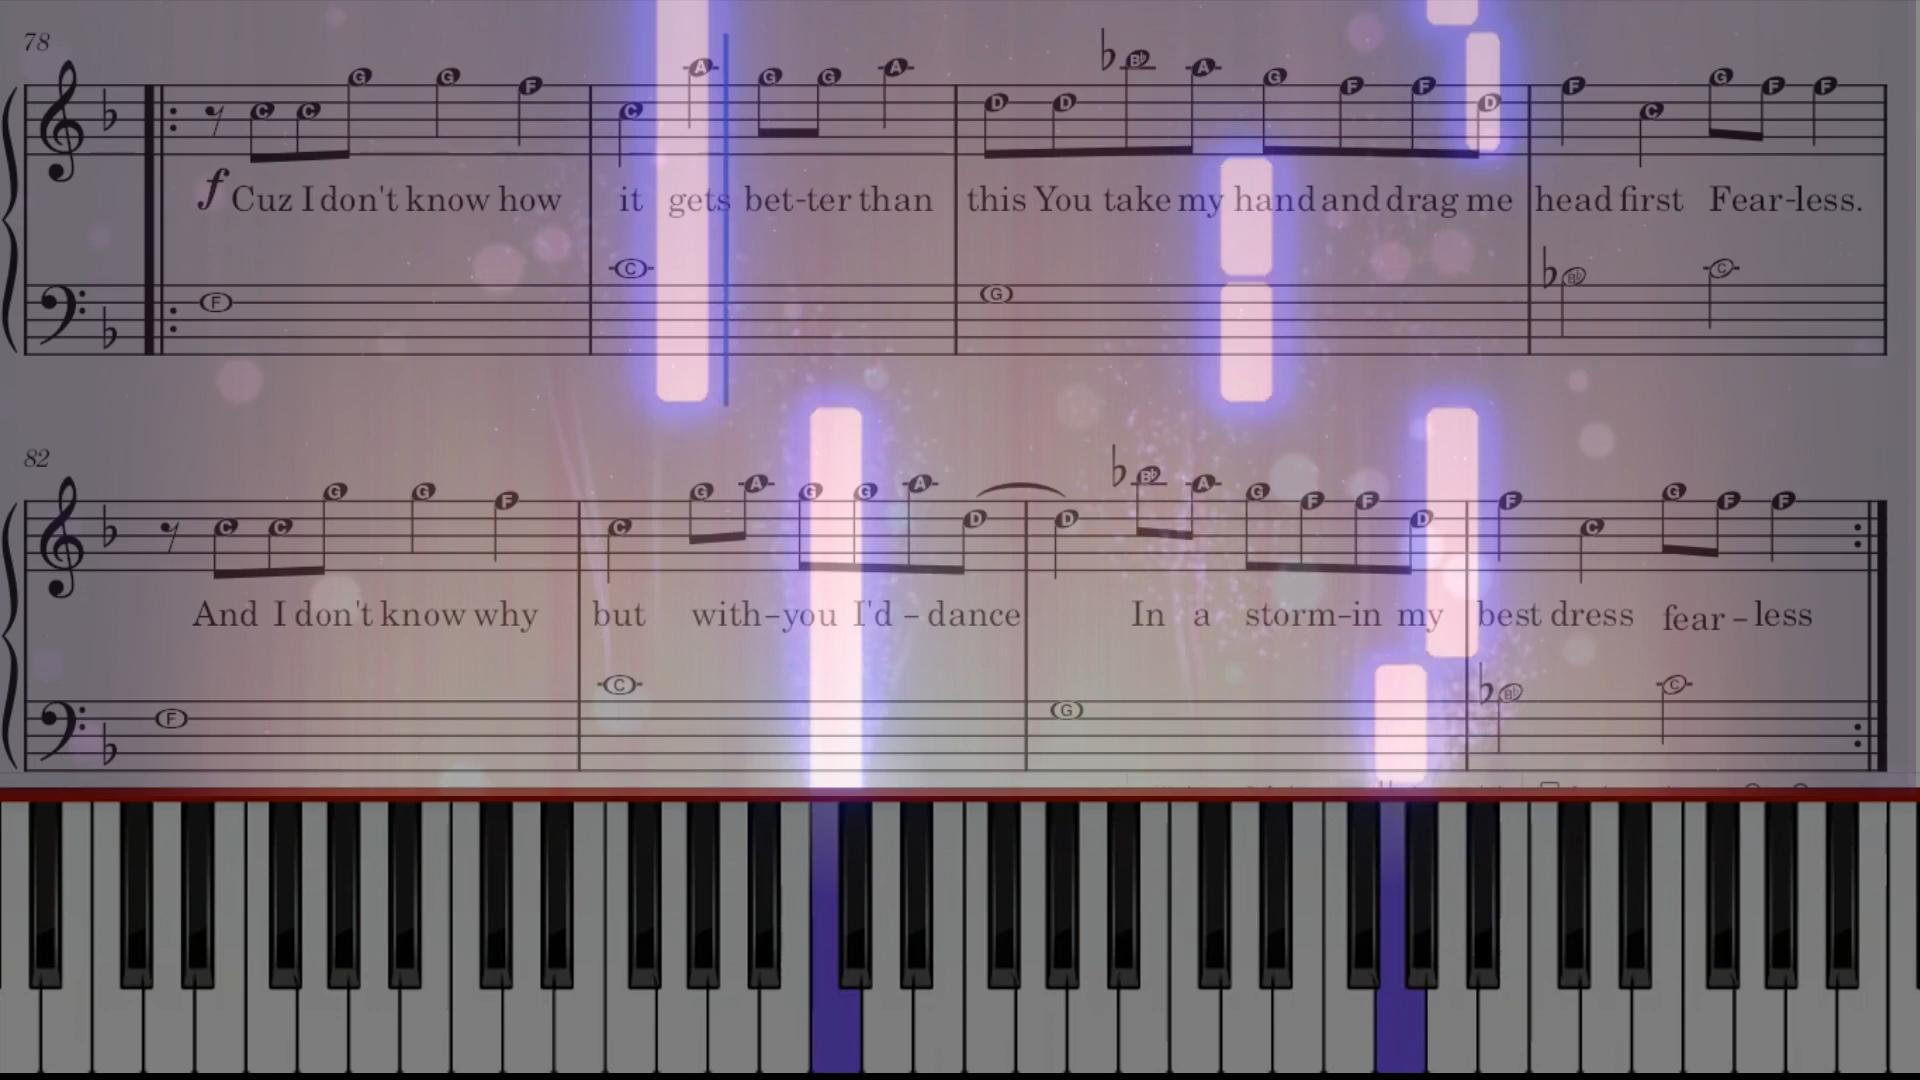 78
G G F A G G A B♭ A G F F F G F F
C C C D D D C
f Cuz I don't know how it gets bet-ter than this You take my hand and drag me head first Fear-less.
C B♭ C
F G
82
G G F G A G G A B♭ A G F F F G F F
C C C D D D C
And I don't know why but with-you I'd - dance In a storm-in my best dress fear - less
C B♭ C
F G